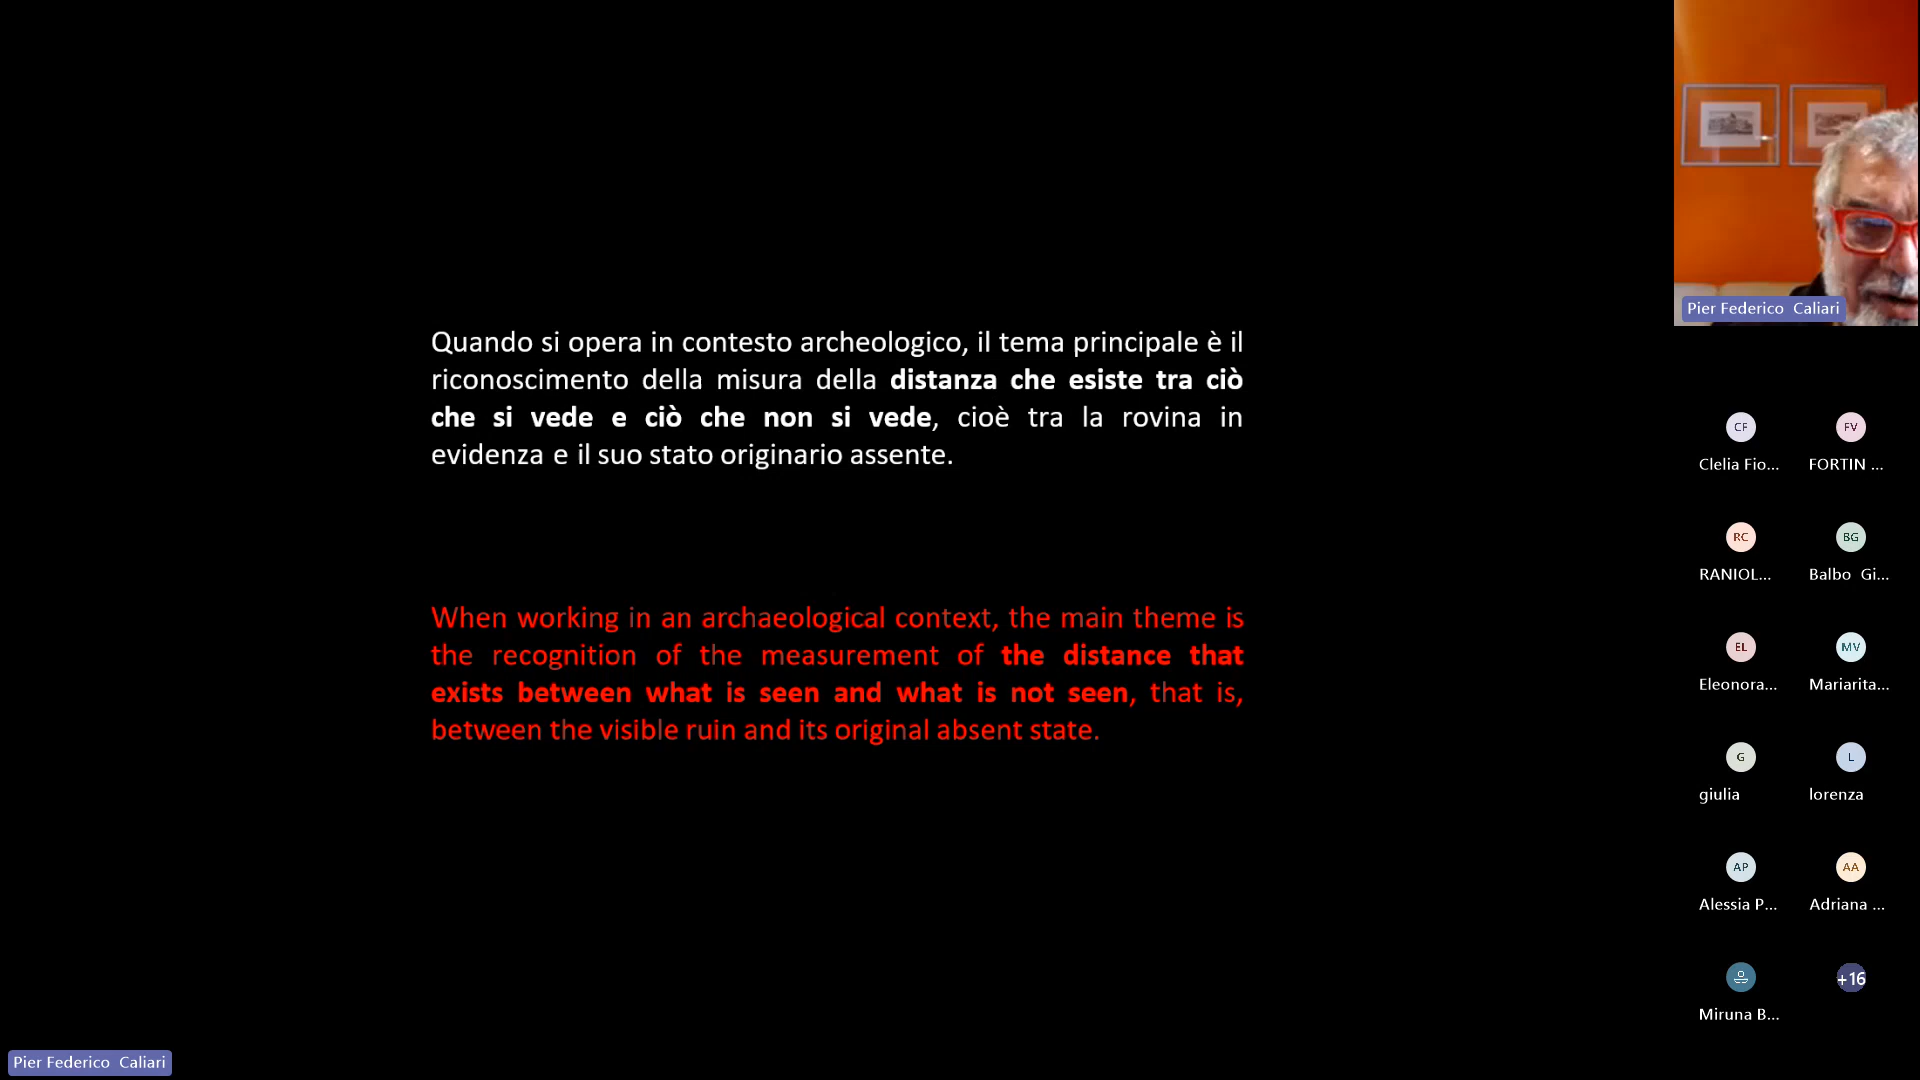 Quando si opera in contesto archeologico, il tema principale è il
riconoscimento della misura della distanza che esiste tra ciò
che si vede e ciò che non si vede, cioè tra la rovina in
evidenza e il suo stato originario assente.
When working in an archaeological context, the main theme is
the recognition of the measurement of the distance that
exists between what is seen and what is not seen, that is,
between the visible ruin and its original absent state.
Pier Federico Caliari
Pier Federico Caliari
CF
FV
Clelia Fio...
FORTIN ...
RC
BG
RANIOL...
Balbo Gi...
EL
MV
Eleonora...
Mariarita...
G
L
giulia
lorenza
AP
AA
Alessia P...
Adriana ...
+16
Miruna B...